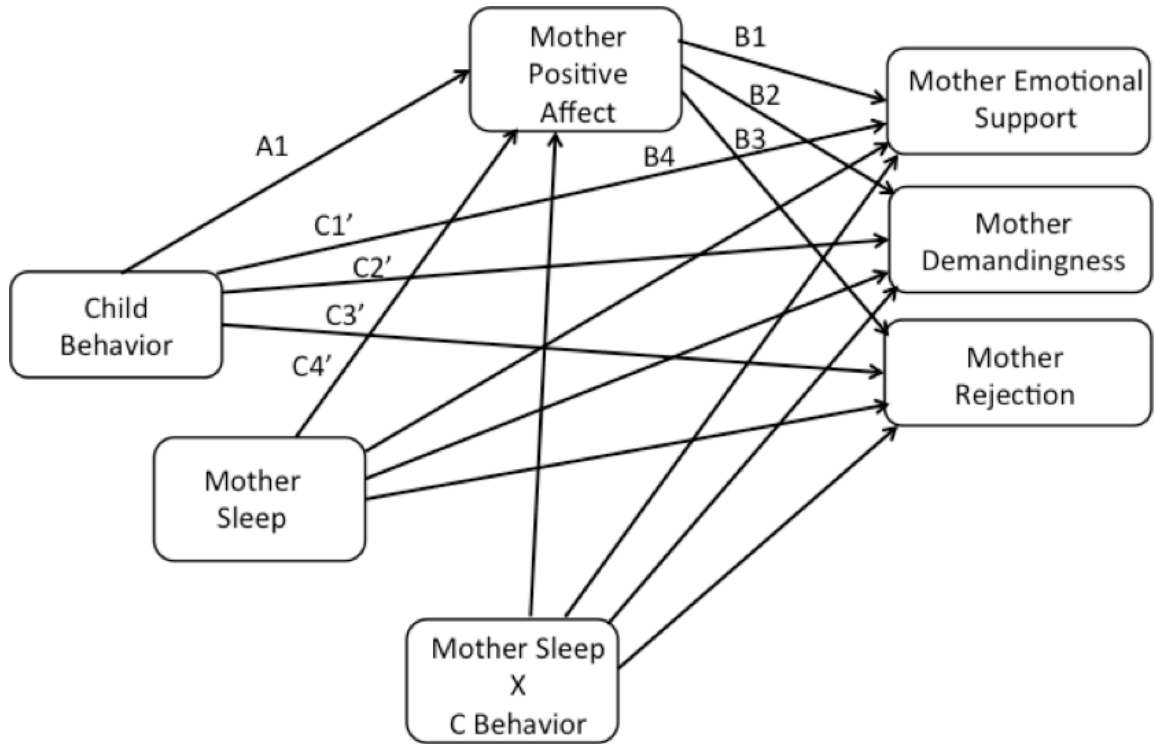 Mother
Positive
Affect
B1
B2
B3
B4
Mother Emotional
Support
A1
C1’
C2’
C3’
C4’
Mother
Demandingness
Child
Behavior
Mother
Rejection
Mother
Sleep
Mother Sleep
X
C Behavior